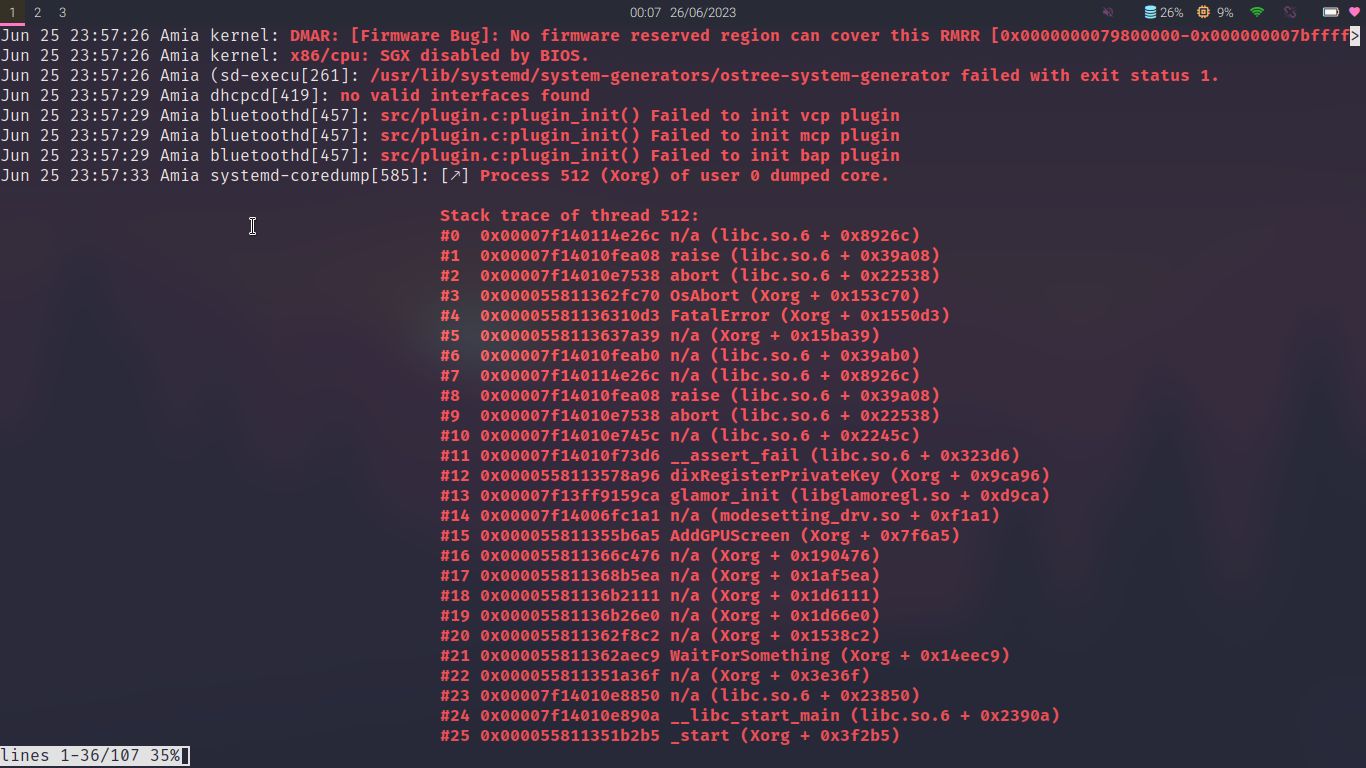 1 2 3 00:07 26/06/2023 26% 9%
Jun 25 23:57:26 Amia kernel: DMAR: [Firmware Bug]: No firmware reserved region can cover this RMRR [0x0000000079800000-0x000000007bffff>
Jun 25 23:57:26 Amia kernel: x86/cpu: SGX disabled by BIOS.
Jun 25 23:57:26 Amia (sd-execu[261]: /usr/lib/systemd/system-generators/ostree-system-generator failed with exit status 1.
Jun 25 23:57:29 Amia dhcpcd[419]: no valid interfaces found
Jun 25 23:57:29 Amia bluetoothd[457]: src/plugin.c:plugin_init() Failed to init vcp plugin
Jun 25 23:57:29 Amia bluetoothd[457]: src/plugin.c:plugin_init() Failed to init mcp plugin
Jun 25 23:57:29 Amia bluetoothd[457]: src/plugin.c:plugin_init() Failed to init bap plugin
Jun 25 23:57:33 Amia systemd-coredump[585]: [↗] Process 512 (Xorg) of user 0 dumped core.
Stack trace of thread 512:
#0 0x00007f140114e26c n/a (libc.so.6 + 0x8926c)
#1 0x00007f14010fea08 raise (libc.so.6 + 0x39a08)
#2 0x00007f14010e7538 abort (libc.so.6 + 0x22538)
#3 0x000055811362fc70 OsAbort (Xorg + 0x153c70)
#4 0x00005581136310d3 FatalError (Xorg + 0x1550d3)
#5 0x0000558113637a39 n/a (Xorg + 0x15ba39)
#6 0x00007f14010feab0 n/a (libc.so.6 + 0x39ab0)
#7 0x00007f140114e26c n/a (libc.so.6 + 0x8926c)
#8 0x00007f14010fea08 raise (libc.so.6 + 0x39a08)
#9 0x00007f14010e7538 abort (libc.so.6 + 0x22538)
#10 0x00007f14010e745c n/a (libc.so.6 + 0x2245c)
#11 0x00007f14010f73d6 __assert_fail (libc.so.6 + 0x323d6)
#12 0x0000558113578a96 dixRegisterPrivateKey (Xorg + 0x9ca96)
#13 0x00007f13ff9159ca glamor_init (libglamoregl.so + 0xd9ca)
#14 0x00007f14006fc1a1 n/a (modesetting_drv.so + 0xf1a1)
#15 0x000055811355b6a5 AddGPUScreen (Xorg + 0x7f6a5)
#16 0x000055811366c476 n/a (Xorg + 0x190476)
#17 0x000055811368b5ea n/a (Xorg + 0x1af5ea)
#18 0x00005581136b2111 n/a (Xorg + 0x1d6111)
#19 0x00005581136b26e0 n/a (Xorg + 0x1d66e0)
#20 0x000055811362f8c2 n/a (Xorg + 0x1538c2)
#21 0x000055811362aec9 WaitForSomething (Xorg + 0x14eec9)
#22 0x000055811351a36f n/a (Xorg + 0x3e36f)
#23 0x00007f14010e8850 n/a (libc.so.6 + 0x23850)
#24 0x00007f14010e890a __libc_start_main (libc.so.6 + 0x2390a)
#25 0x000055811351b2b5 _start (Xorg + 0x3f2b5)
lines 1-36/107 35%